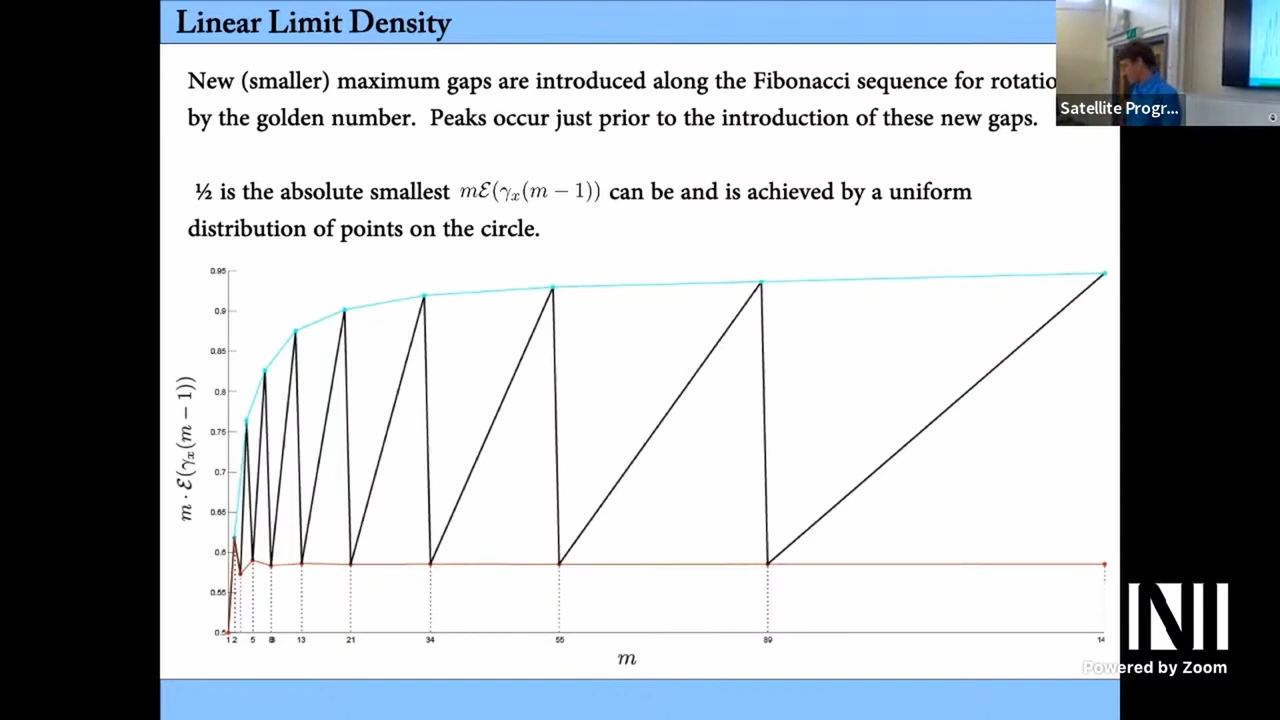 Linear Limit Density
New (smaller) maximum gaps are introduced along the Fibonacci sequence for rotatio
by the golden number. Peaks occur just prior to the introduction of these new gaps.
½ is the absolute smallest mℰ(γₓ(m − 1)) can be and is achieved by a uniform
distribution of points on the circle.
Satellite Progr...
0.95
0.9
0.85
0.8
0.75
0.7
0.65
0.6
0.55
0.5
m · ℰ(γₓ(m − 1))
1 2 5 8 13 21 34 55 89 14
m
Powered by Zoom